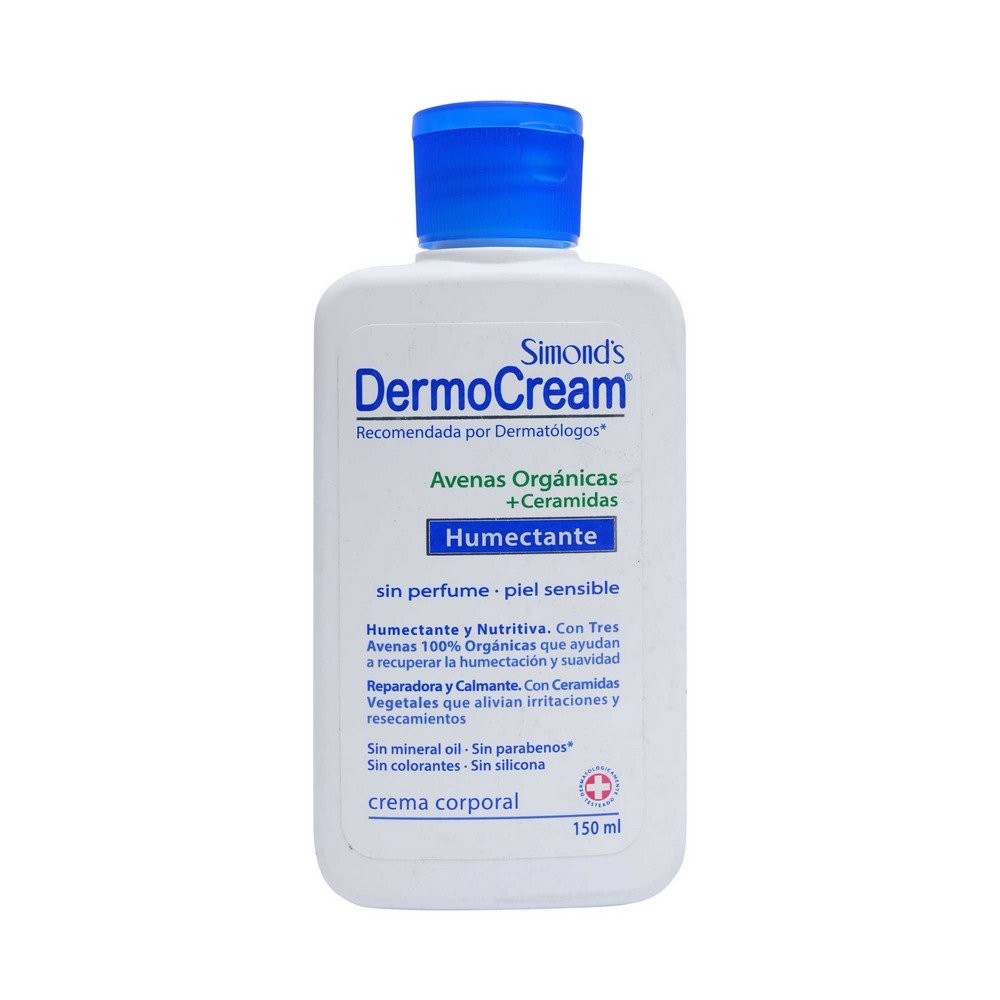 Simond's
DermoCream®
Recomendada por Dermatólogos*
Avenas Orgánicas
+Ceramidas
Humectante
sin perfume · piel sensible
Humectante y Nutritiva. Con Tres
Avenas 100% Orgánicas que ayudan
a recuperar la humectación y suavidad
Reparadora y Calmante. Con Ceramidas
Vegetales que alivian irritaciones y
resecamientos
Sin mineral oil · Sin parabenos*
Sin colorantes · Sin silicona
DERMATOLOGICAMENTE
TESTEADO
crema corporal
150 ml